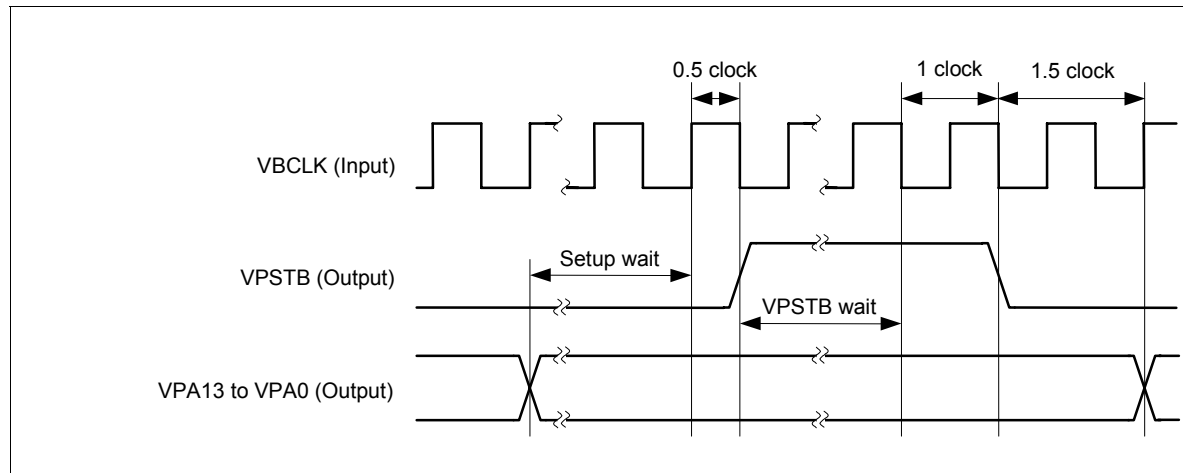 0.5 clock
1 clock
1.5 clock
VBCLK (Input)
VPSTB (Output)
Setup wait
VPSTB wait
VPA13 to VPA0 (Output)